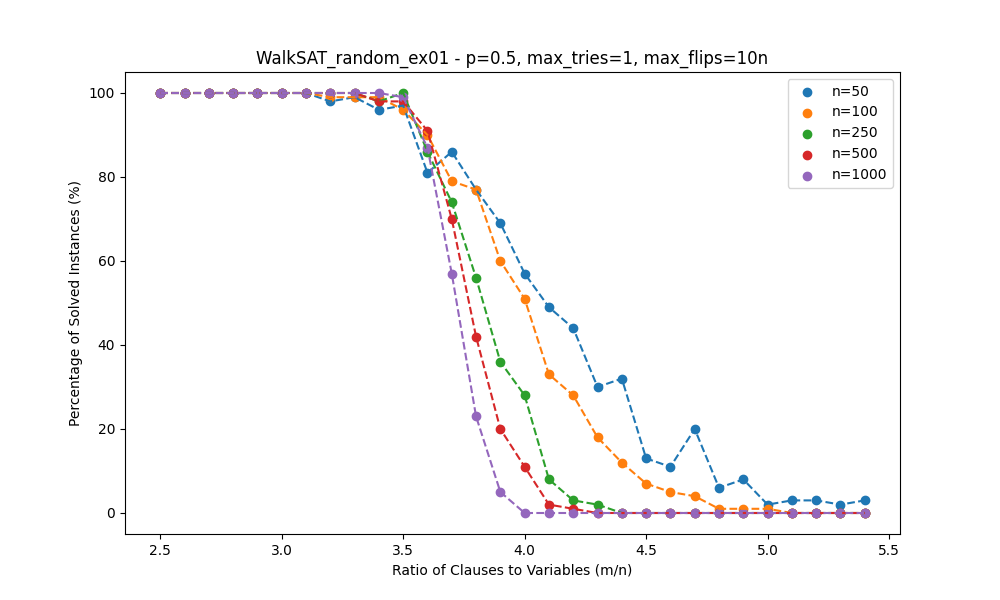 WalkSAT_random_ex01 - p=0.5, max_tries=1, max_flips=10n
n=50
n=100
n=250
n=500
n=1000
Percentage of Solved Instances (%)
100
80
60
40
20
0
2.5 3.0 3.5 4.0 4.5 5.0 5.5
Ratio of Clauses to Variables (m/n)